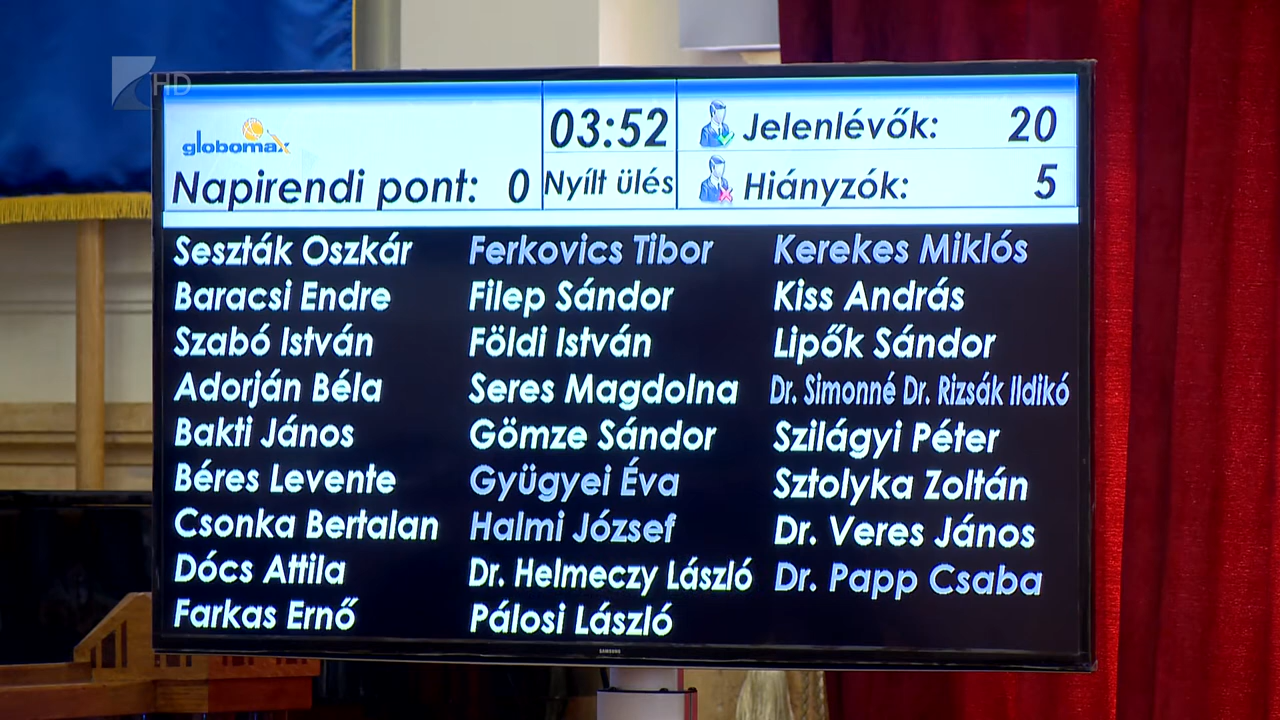 HD
globomax
Napirendi pont: 0
03:52
Nyílt ülés
Jelenlévők: 20
Hiányzók: 5
Seszták Oszkár
Baracsi Endre
Szabó István
Adorján Béla
Bakti János
Béres Levente
Csonka Bertalan
Dócs Attila
Farkas Ernő
Ferkovics Tibor
Filep Sándor
Földi István
Seres Magdolna
Gömze Sándor
Gyügyei Éva
Halmi József
Dr. Helmeczy László
Pálosi László
Kerekes Miklós
Kiss András
Lipők Sándor
Dr. Simonné Dr. Rizsák Ildikó
Szilágyi Péter
Sztolyka Zoltán
Dr. Veres János
Dr. Papp Csaba
SAMSUNG